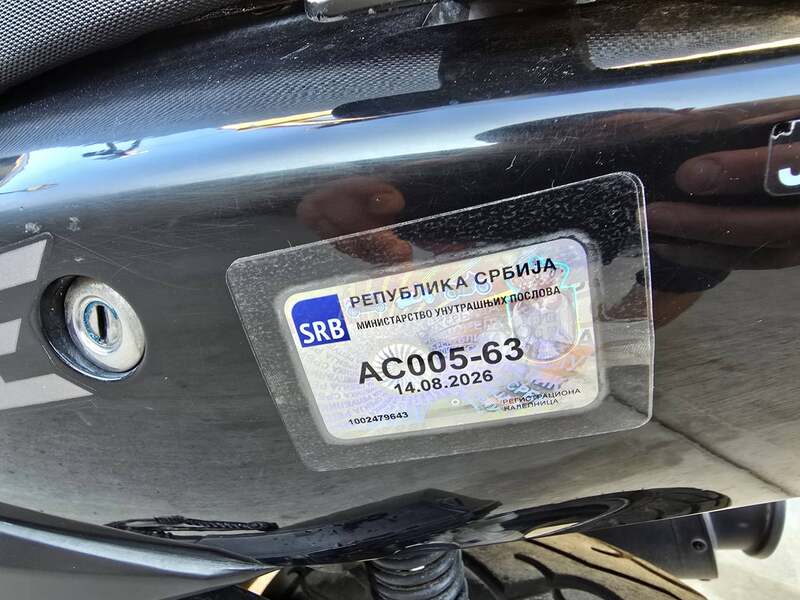 РЕПУБЛИКА СРБИЈА
МИНИСТАРСТВО УНУТРАШЊИХ ПОСЛОВА
SRB
AC005-63
14.08.2026
1002479643
РЕГИСТРАЦИОНА
НАЛЕПНИЦА